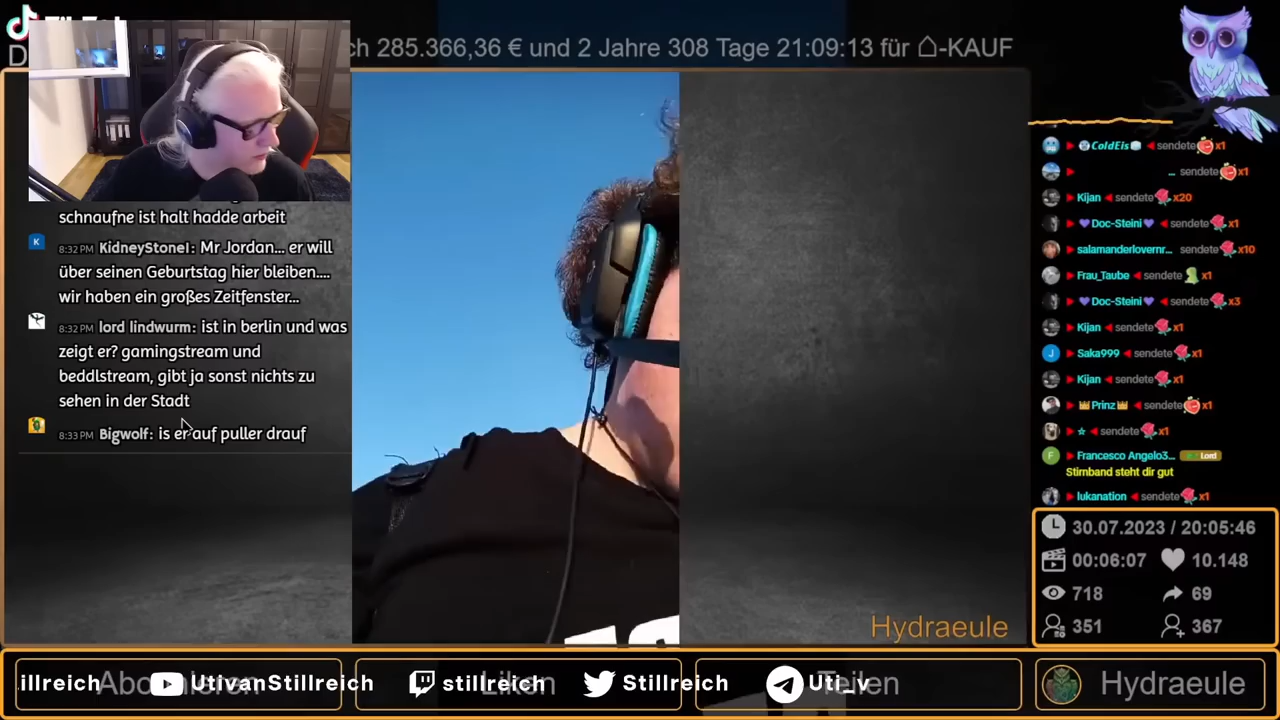 ch 285.366,36 € und 2 Jahre 308 Tage 21:09:13 für ⌂-KAUF
schnaufne ist halt hadde arbeit
8:32 PM KidneyStone!: Mr Jordan... er will
über seinen Geburtstag hier bleiben....
wir haben ein großes Zeitfenster...
8:32 PM lord lindwurm: ist in berlin und was
zeigt er? gamingstream und
beddlstream, gibt ja sonst nichts zu
sehen in der Stadt
8:33 PM Bigwolf: is er auf puller drauf
ColdEis sendete x1
... sendete x1
Kijan sendete x20
Doc-Steini sendete x1
salamanderlovernr... sendete x10
Frau_Taube sendete x1
Doc-Steini sendete x3
Kijan sendete x1
Saka999 sendete x1
Kijan sendete x1
Prinz sendete x1
sendete x1
Francesco Angelo3... Lord
Stirnband steht dir gut
lukanation sendete x1
30.07.2023 / 20:05:46
00:06:07 10.148
718 69
351 367
Hydraeule
illreich
UtivanStillreich
stillreich
Liken
Stillreich
Uti_v
Teilen
Hydraeule